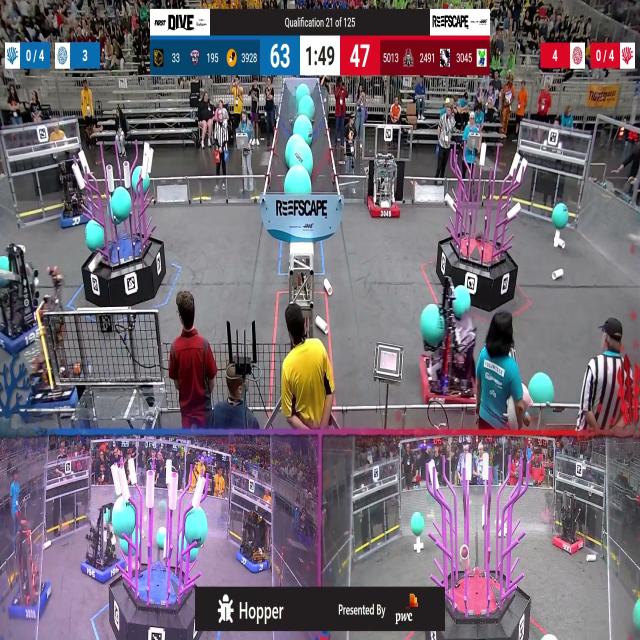 FIRST DIVE
Qualification 21 of 125
REEFSCAPE
0 / 4 3
33 195 3928 63 1:49 47 5013 2491 3045
4 0 / 4
REEFSCAPE
3045
Hopper
Presented By pwc